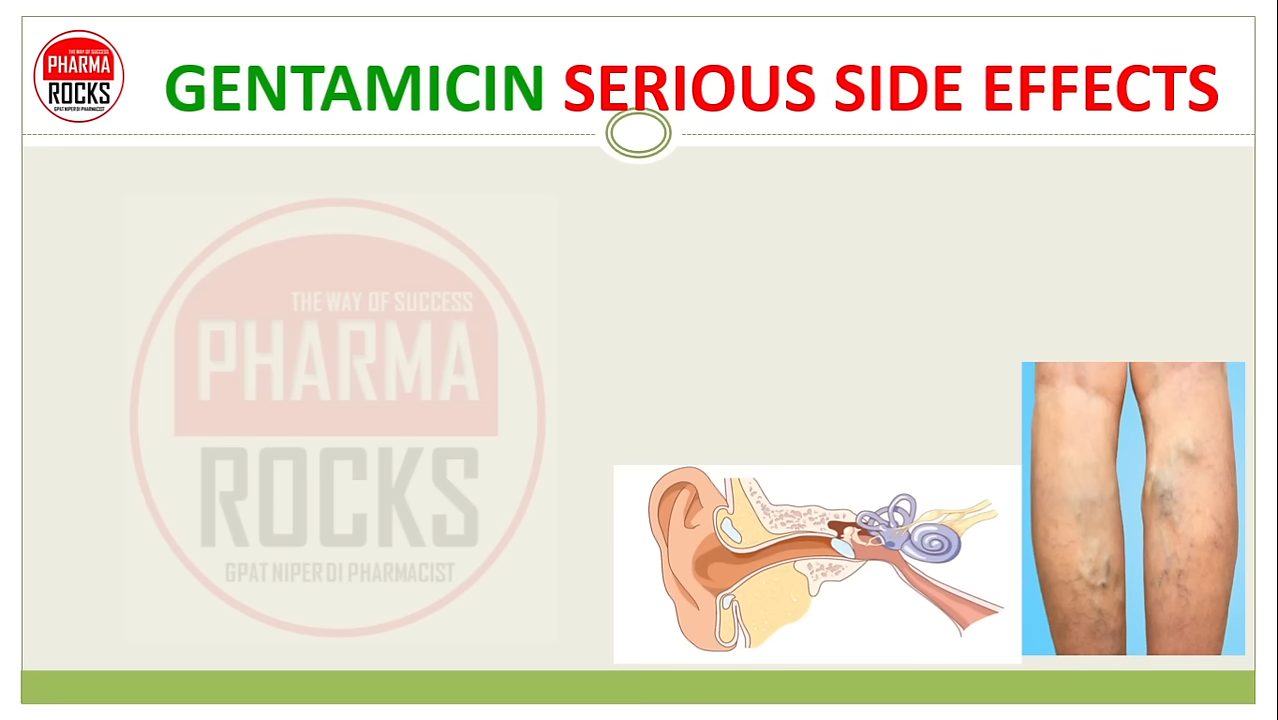 THE WAY OF SUCCESS
PHARMA
ROCKS
GPAT NIPER DI PHARMACIST
GENTAMICIN SERIOUS SIDE EFFECTS
THE WAY OF SUCCESS
PHARMA
ROCKS
GPAT NIPER DI PHARMACIST